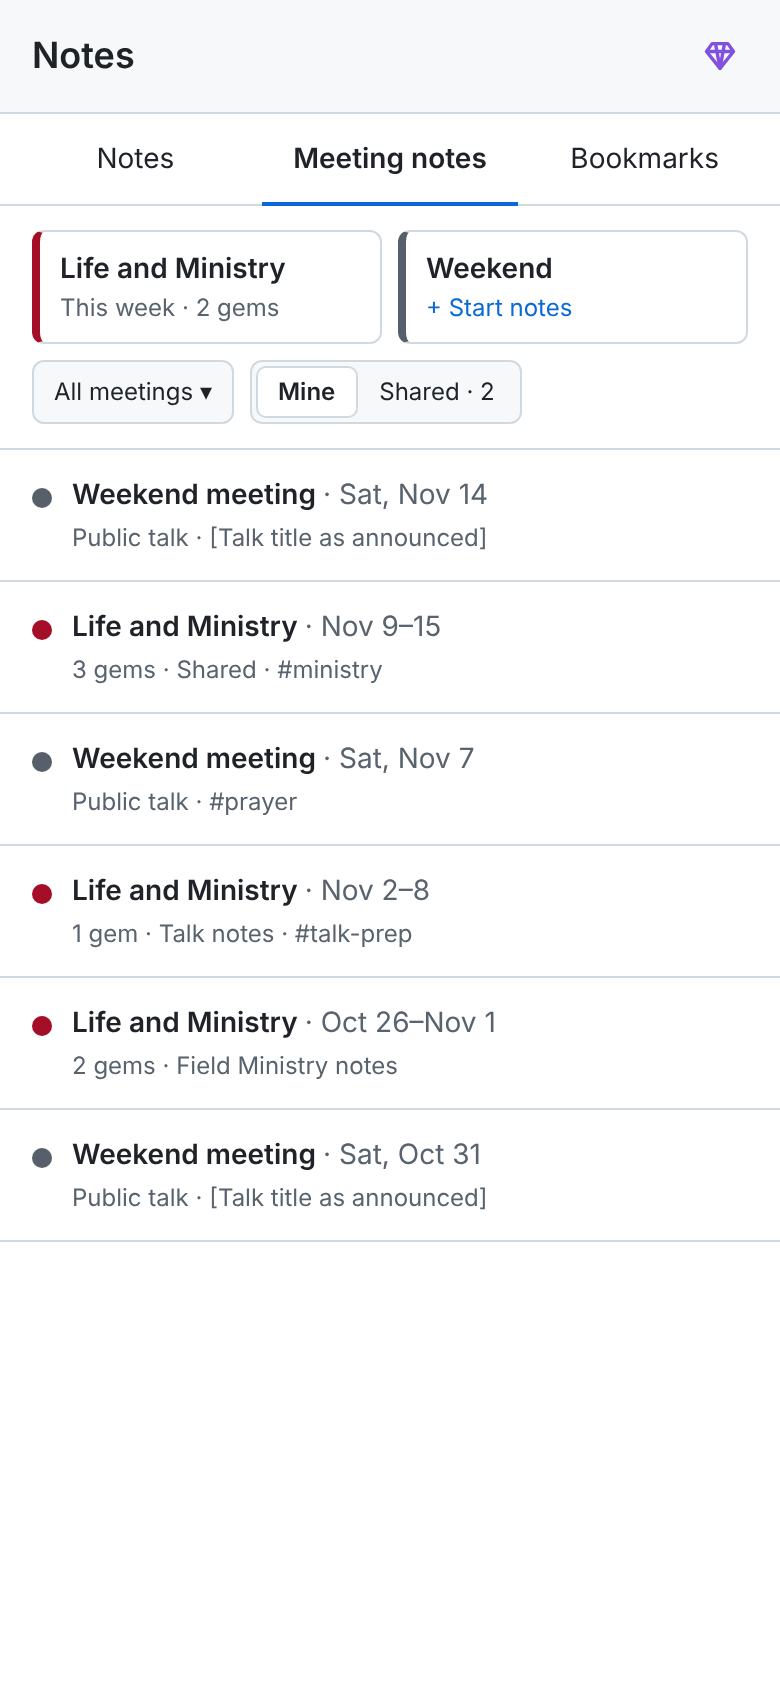 Notes
Notes
Meeting notes
Bookmarks
Life and Ministry
This week · 2 gems
Weekend
+ Start notes
All meetings ▾
Mine
Shared · 2
Weekend meeting · Sat, Nov 14
Public talk · [Talk title as announced]
Life and Ministry · Nov 9–15
3 gems · Shared · #ministry
Weekend meeting · Sat, Nov 7
Public talk · #prayer
Life and Ministry · Nov 2–8
1 gem · Talk notes · #talk-prep
Life and Ministry · Oct 26–Nov 1
2 gems · Field Ministry notes
Weekend meeting · Sat, Oct 31
Public talk · [Talk title as announced]